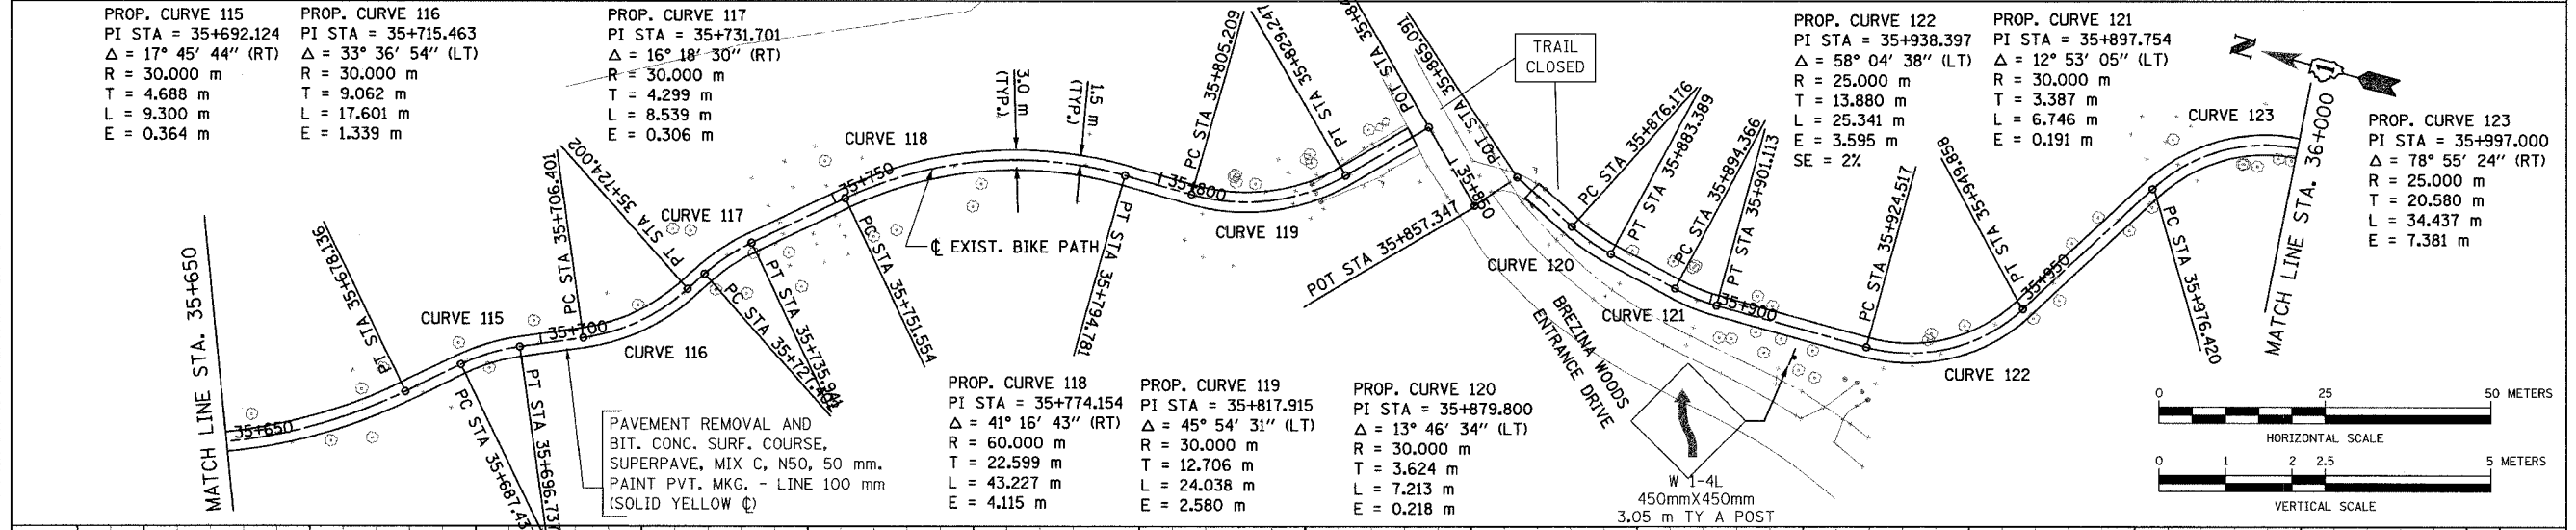 PROP. CURVE 115
PI STA = 35+692.124
Δ = 17° 45' 44" (RT)
R = 30.000 m
T = 4.688 m
L = 9.300 m
E = 0.364 m
PROP. CURVE 116
PI STA = 35+715.463
Δ = 33° 36' 54" (LT)
R = 30.000 m
T = 9.062 m
L = 17.601 m
E = 1.339 m
PROP. CURVE 117
PI STA = 35+731.701
Δ = 16° 18' 30" (RT)
R = 30.000 m
T = 4.299 m
L = 8.539 m
E = 0.306 m
PROP. CURVE 122
PI STA = 35+938.397
Δ = 58° 04' 38" (LT)
R = 25.000 m
T = 13.880 m
L = 25.341 m
E = 3.595 m
SE = 2%
PROP. CURVE 121
PI STA = 35+897.754
Δ = 12° 53' 05" (LT)
R = 30.000 m
T = 3.387 m
L = 6.746 m
E = 0.191 m
PROP. CURVE 123
PI STA = 35+997.000
Δ = 78° 55' 24" (RT)
R = 25.000 m
T = 20.580 m
L = 34.437 m
E = 7.381 m
N
1
TRAIL
CLOSED
MATCH LINE STA. 35+650
35+650
PT STA 35+678.136
CURVE 115
PT STA 35+696.737
PC STA 35+706.401
35+700
CURVE 116
PT STA 35+724.002
CURVE 117
PT STA 35+735.941
35+750
PC STA 35+751.554
CURVE 118
3.0 m
(TYP.)
1.5 m
(TYP.)
℄ EXIST. BIKE PATH
PT STA 35+794.781
35+800
PC STA 35+805.209
CURVE 119
PT STA 35+829.247
35+850
POT STA 35+857.347
POT STA 35+865.091
CURVE 120
PC STA 35+876.176
PT STA 35+883.389
PC STA 35+894.366
PT STA 35+901.113
CURVE 121
35+900
PC STA 35+924.517
CURVE 122
PT STA 35+949.858
35+950
PC STA 35+976.420
CURVE 123
MATCH LINE STA. 36+000
BREZINA WOODS
ENTRANCE DRIVE
PAVEMENT REMOVAL AND
BIT. CONC. SURF. COURSE,
SUPERPAVE, MIX C, N50, 50 mm.
PAINT PVT. MKG. - LINE 100 mm
(SOLID YELLOW ℄)
PROP. CURVE 118
PI STA = 35+774.154
Δ = 41° 16' 43" (RT)
R = 60.000 m
T = 22.599 m
L = 43.227 m
E = 4.115 m
PROP. CURVE 119
PI STA = 35+817.915
Δ = 45° 54' 31" (LT)
R = 30.000 m
T = 12.706 m
L = 24.038 m
E = 2.580 m
PROP. CURVE 120
PI STA = 35+879.800
Δ = 13° 46' 34" (LT)
R = 30.000 m
T = 3.624 m
L = 7.213 m
E = 0.218 m
W 1-4L
450mmX450mm
3.05 m TY A POST
0 25 50 METERS
HORIZONTAL SCALE
0 1 2 2.5 5 METERS
VERTICAL SCALE